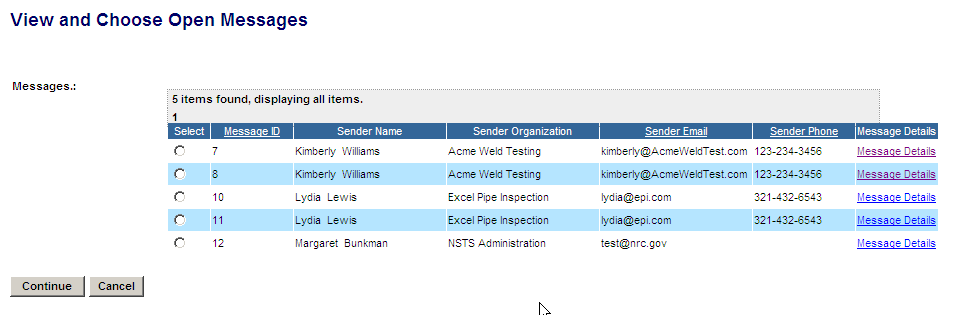 View and Choose Open Messages
Messages.:
5 items found, displaying all items.
1
Select Message ID Sender Name Sender Organization Sender Email Sender Phone Message Details
7 Kimberly Williams Acme Weld Testing kimberly@AcmeWeldTest.com 123-234-3456 Message Details
8 Kimberly Williams Acme Weld Testing kimberly@AcmeWeldTest.com 123-234-3456 Message Details
10 Lydia Lewis Excel Pipe Inspection lydia@epi.com 321-432-6543 Message Details
11 Lydia Lewis Excel Pipe Inspection lydia@epi.com 321-432-6543 Message Details
12 Margaret Bunkman NSTS Administration test@nrc.gov Message Details
Continue Cancel